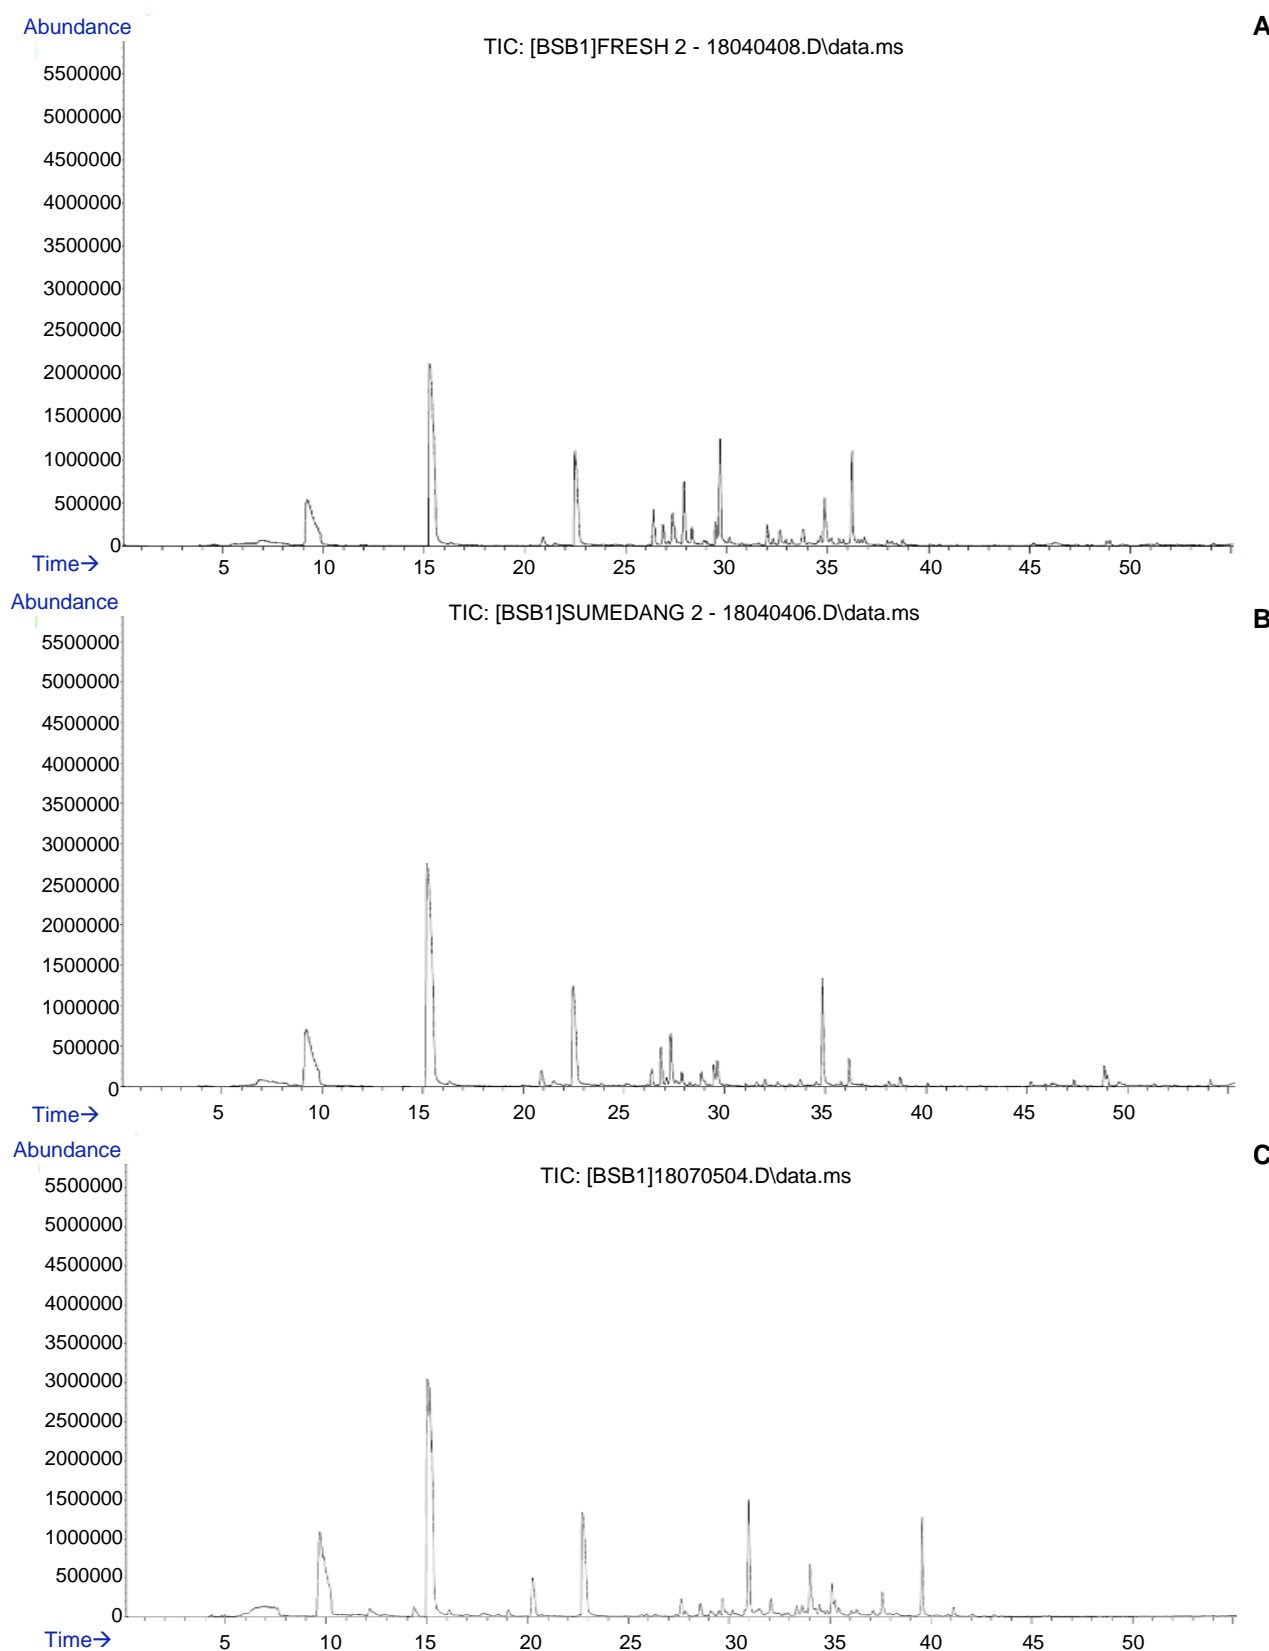 Abundance
A
TIC: [BSB1]FRESH 2 - 18040408.D\data.ms
5500000
5000000
4500000
4000000
3500000
3000000
2500000
2000000
1500000
1000000
500000
0
Time→
5 10 15 20 25 30 35 40 45 50
Abundance
B
TIC: [BSB1]SUMEDANG 2 - 18040406.D\data.ms
5500000
5000000
4500000
4000000
3500000
3000000
2500000
2000000
1500000
1000000
500000
0
Time→
5 10 15 20 25 30 35 40 45 50
Abundance
C
TIC: [BSB1]18070504.D\data.ms
5500000
5000000
4500000
4000000
3500000
3000000
2500000
2000000
1500000
1000000
500000
0
Time→
5 10 15 20 25 30 35 40 45 50